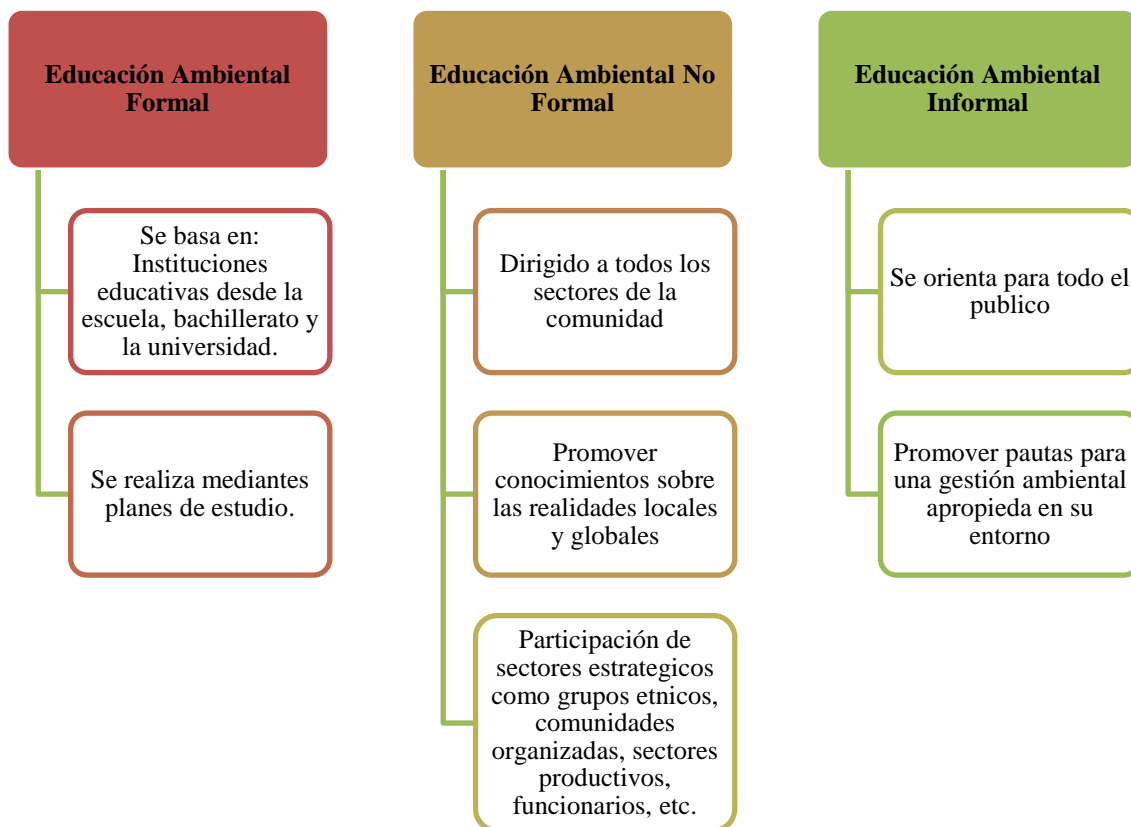 Educación Ambiental
Formal
Se basa en:
Instituciones
educativas desde la
escuela, bachillerato y
la universidad.
Se realiza mediantes
planes de estudio.
Educación Ambiental No
Formal
Dirigido a todos los
sectores de la
comunidad
Promover
conocimientos sobre
las realidades locales
y globales
Participación de
sectores estrategicos
como grupos etnicos,
comunidades
organizadas, sectores
productivos,
funcionarios, etc.
Educación Ambiental
Informal
Se orienta para todo el
publico
Promover pautas para
una gestión ambiental
apropieda en su
entorno